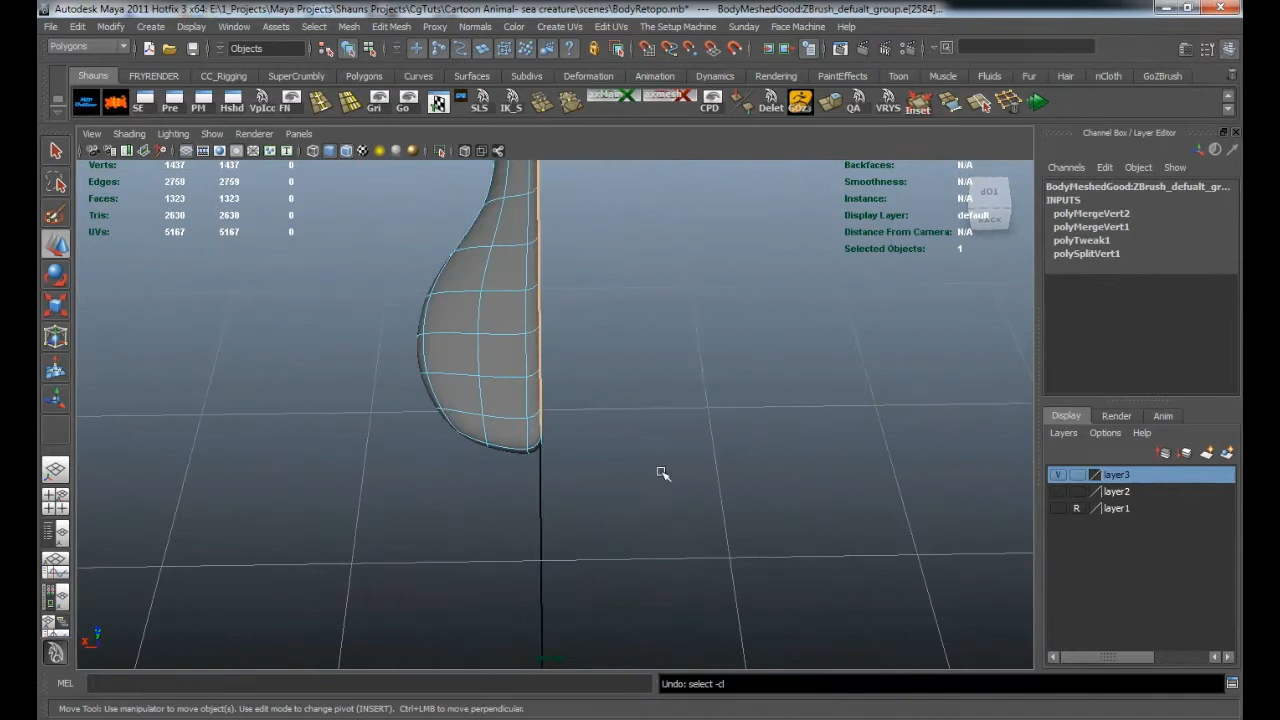 Autodesk Maya 2011 Hotfix 3 x64: E:\1_Projects\Maya Projects\Shauns Projects\CgTuts\Cartoon Animal- sea creature\scenes\BodyRetopo.mb* --- BodyMeshedGood:ZBrush_defualt_group.e[2584]...
Edit Modify Create Display Window Assets Select Mesh Edit Mesh Proxy Normals Color Create UVs Edit UVs The Setup Machine Sunday Face Machine Help
Polygons Objects
Shauns FRYRENDER CC_Rigging SuperCrumbly Polygons Curves Surfaces Subdivs Deformation Animation Dynamics Rendering PaintEffects Toon Muscle Fluids Fur Hair nCloth GoZBrush
SE Pre PM Hshd VpIcc FN Gri Go SLS IK_S axMain axmesh CPD Delet GOZ3 QA VRYS Inset
View Shading Lighting Show Renderer Panels
Verts: 1437 1437 0
Edges: 2759 2759 0
Faces: 1323 1323 0
Tris: 2630 2630 0
UVs: 5167 5167 0
Backfaces: N/A
Smoothness: N/A
Instance: N/A
Display Layer: default
Distance From Camera: N/A
Selected Objects: 1
TOP
BACK
Channel Box / Layer Editor
Channels Edit Object Show
BodyMeshedGood:ZBrush_defualt_gr...
INPUTS
polyMergeVert2
polyMergeVert1
polyTweak1
polySplitVert1
Display Render Anim
Layers Options Help
V layer3
layer2
R layer1
MEL Undo: select -cl
Move Tool: Use manipulator to move object(s). Use edit mode to change pivot (INSERT). Ctrl+LMB to move perpendicular.